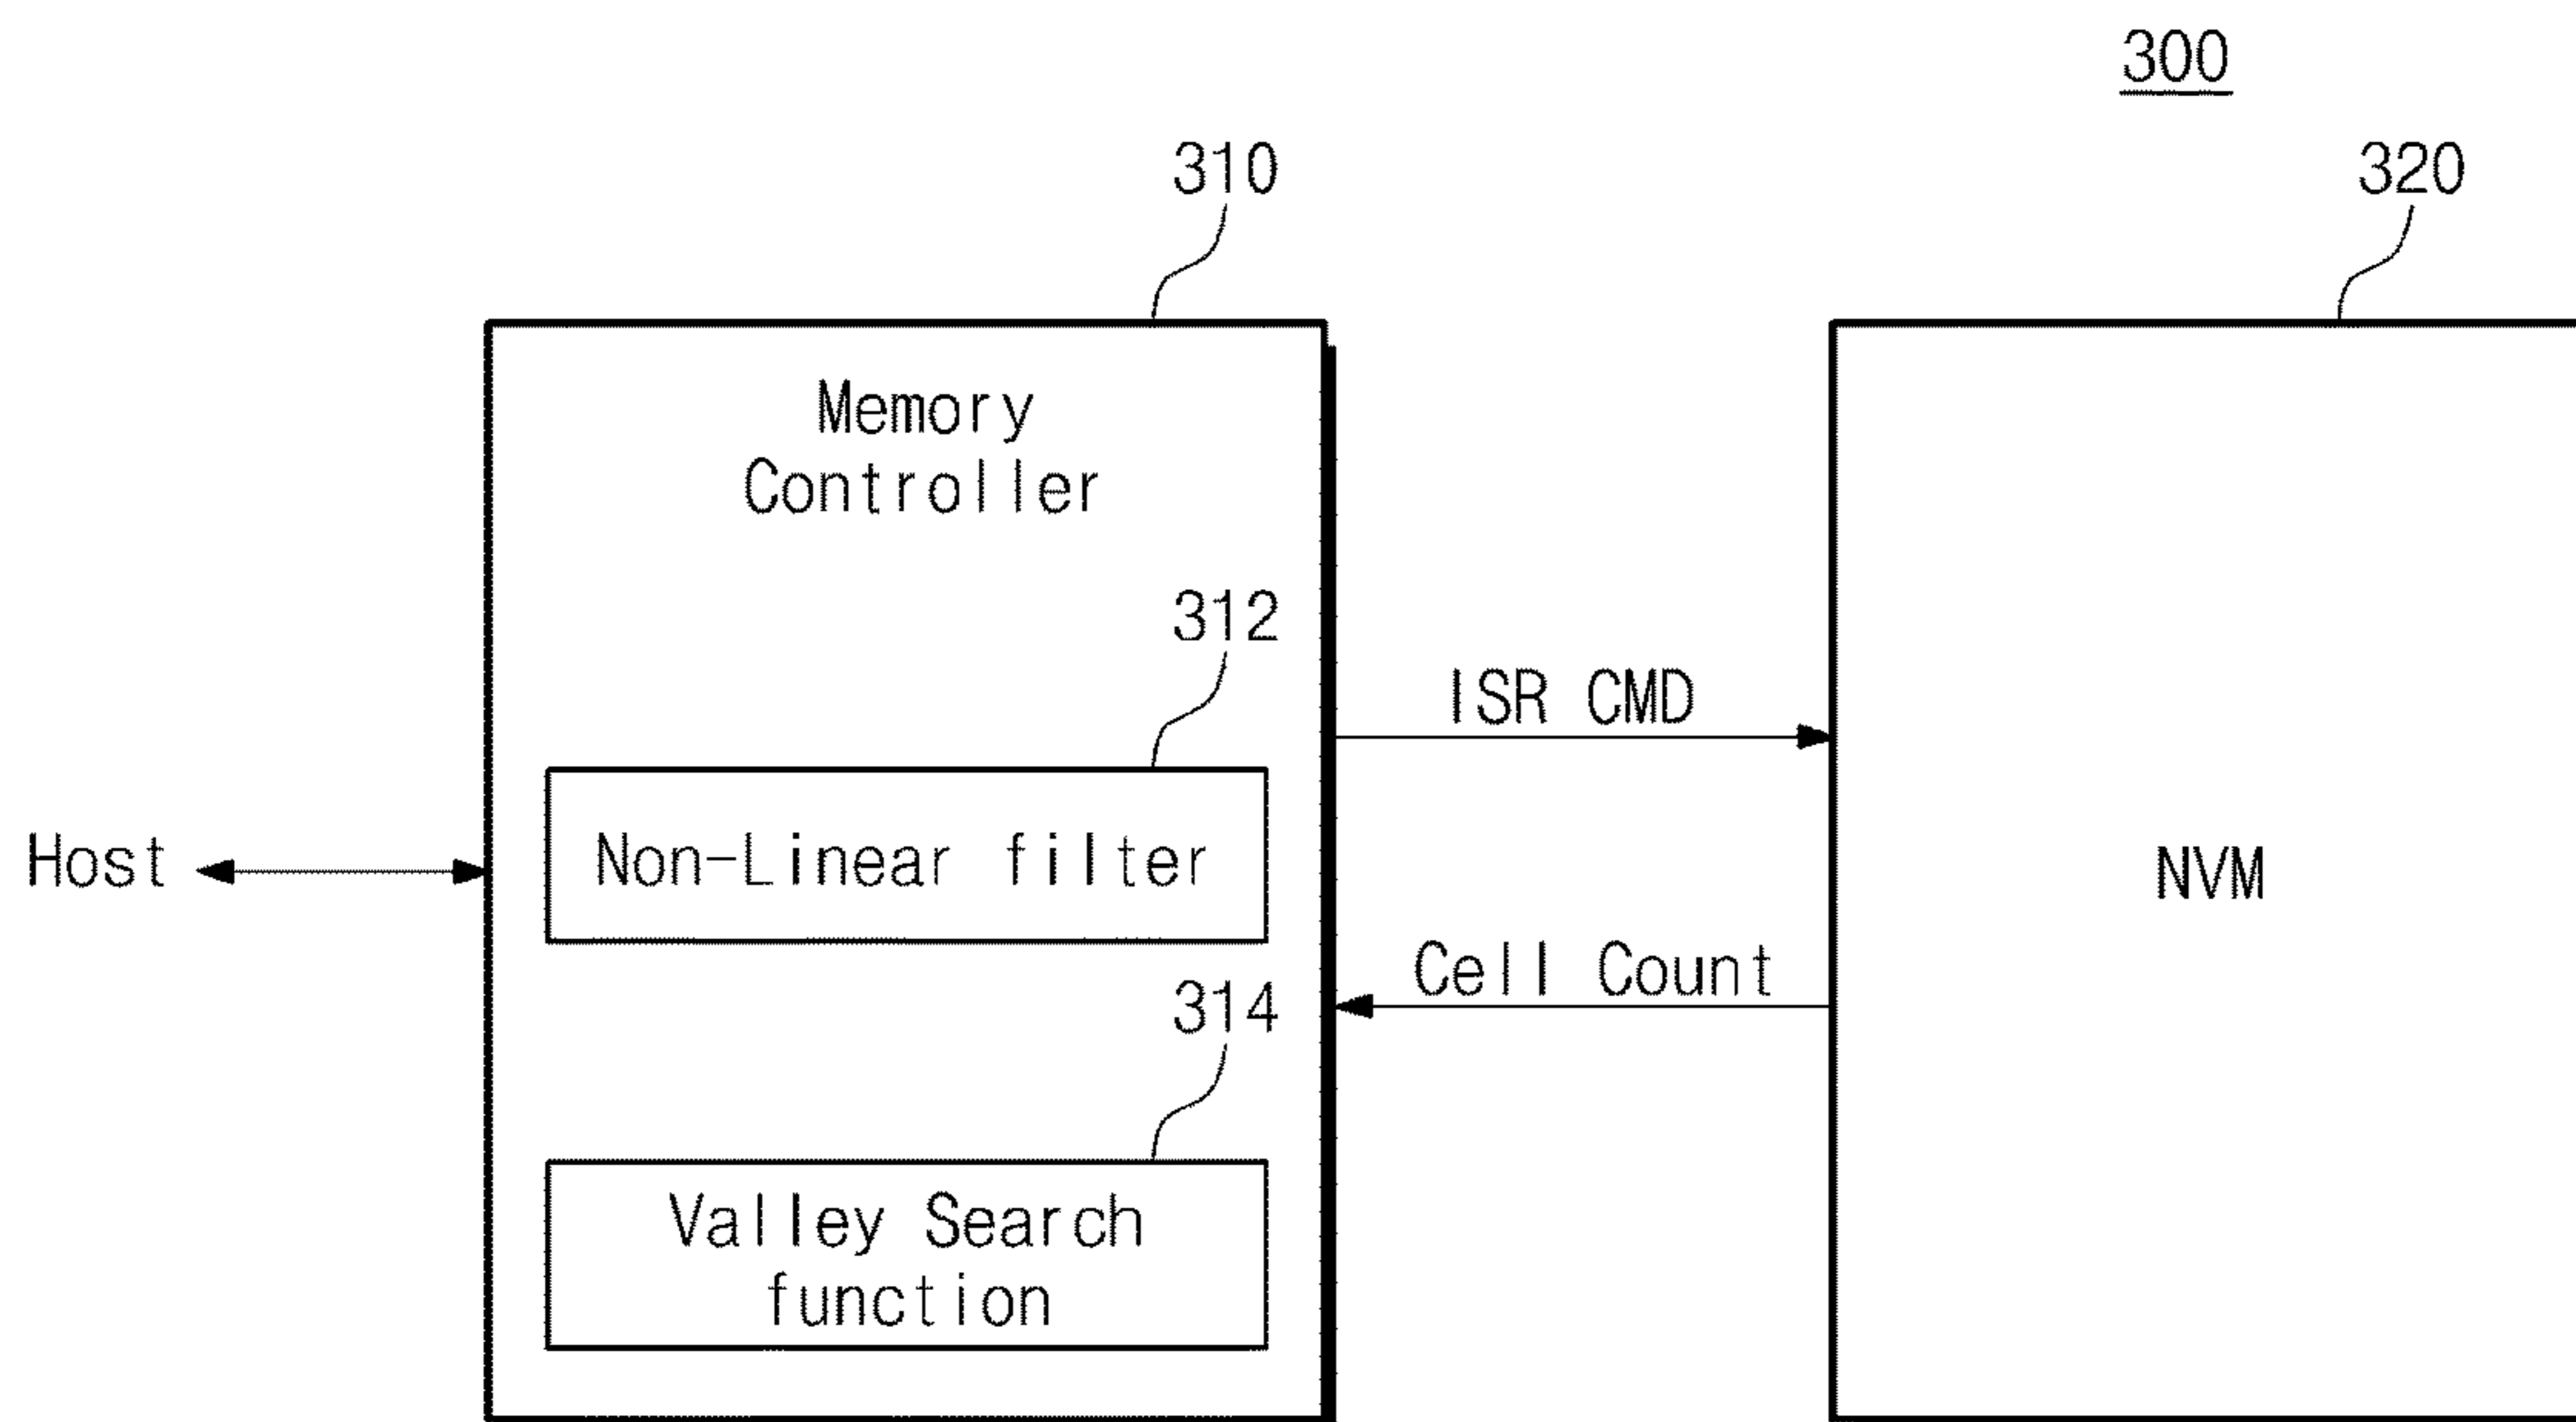 300
310
320
Memory
Controller
312
ISR CMD
Non-Linear filter
Host
NVM
Cell Count
314
Valley Search
function